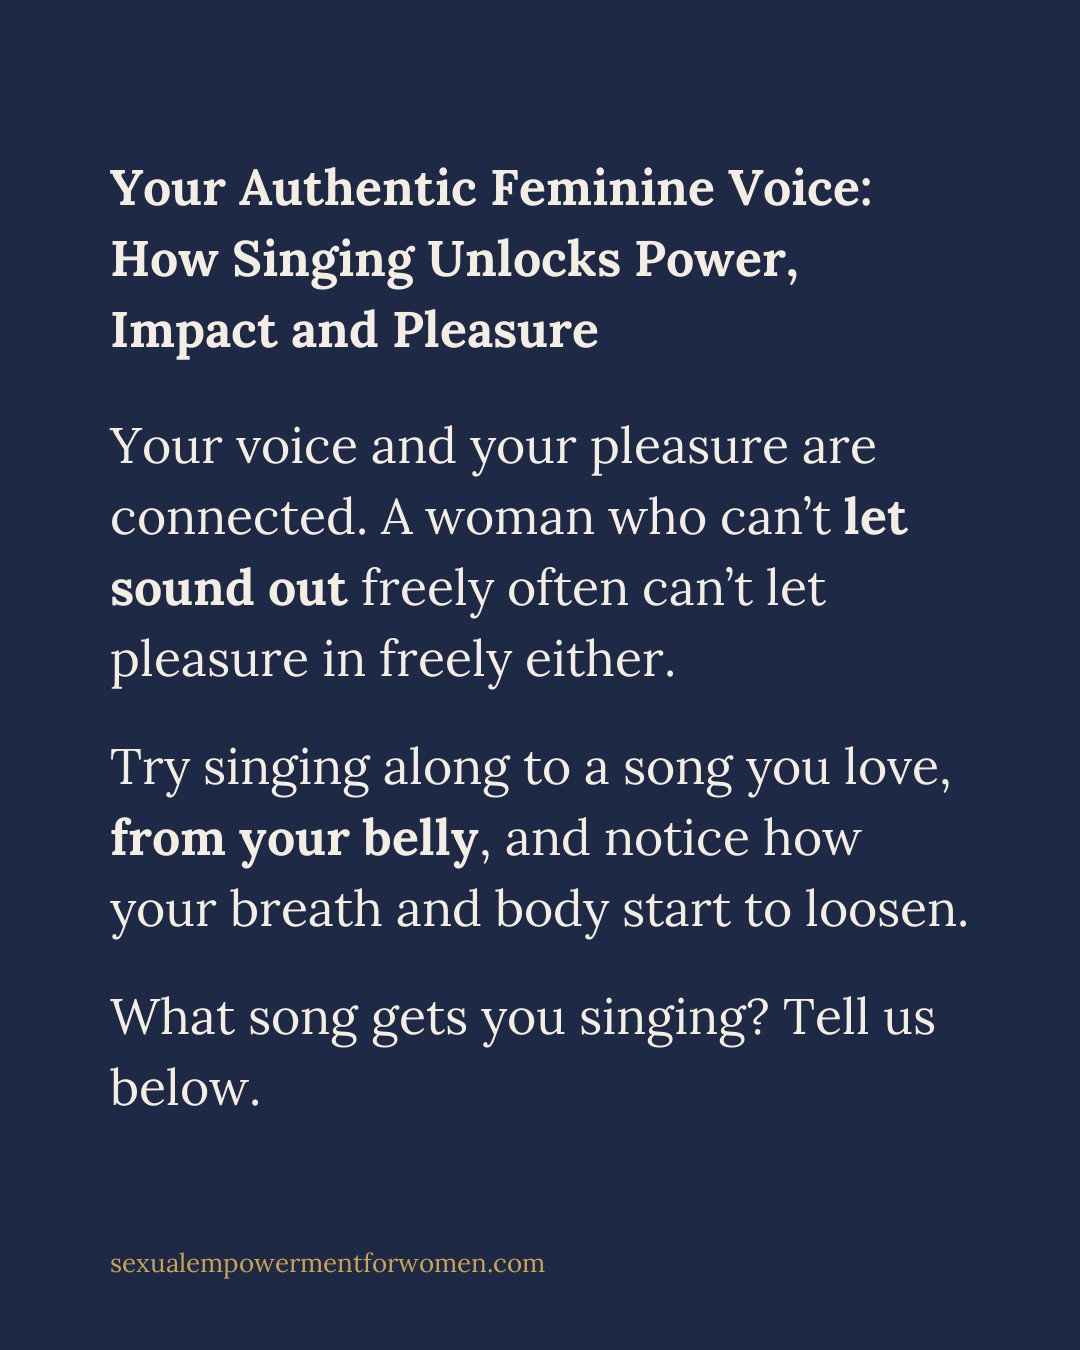 Your Authentic Feminine Voice:
How Singing Unlocks Power,
Impact and Pleasure
Your voice and your pleasure are
connected. A woman who can’t let
sound out freely often can’t let
pleasure in freely either.
Try singing along to a song you love,
from your belly, and notice how
your breath and body start to loosen.
What song gets you singing? Tell us
below.
sexualempowermentforwomen.com